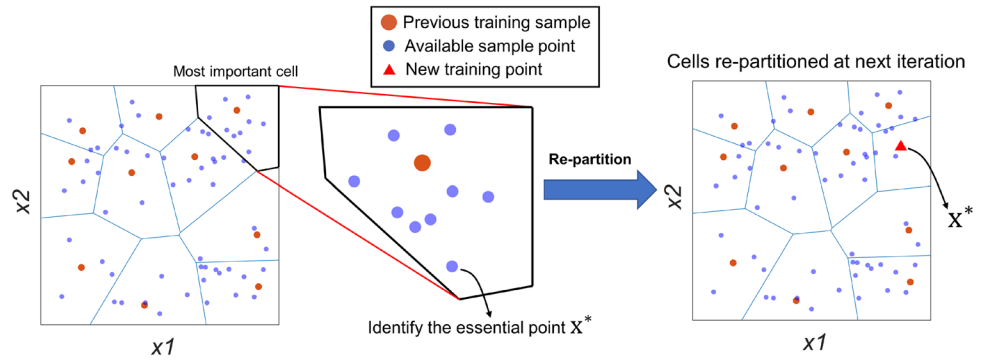 Previous training sample
Available sample point
New training point
Most important cell
Cells re-partitioned at next iteration
Re-partition
x2
x2
x*
Identify the essential point x*
x1
x1